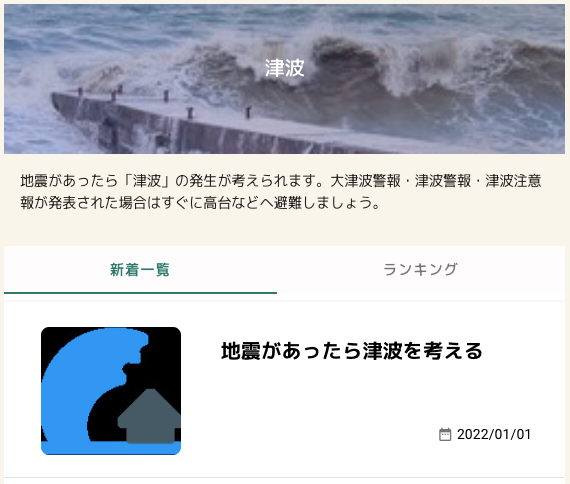 津波
地震があったら「津波」の発生が考えられます。大津波警報・津波警報・津波注意
報が発表された場合はすぐに高台などへ避難しましょう。
新着一覧
ランキング
地震があったら津波を考える
2022/01/01